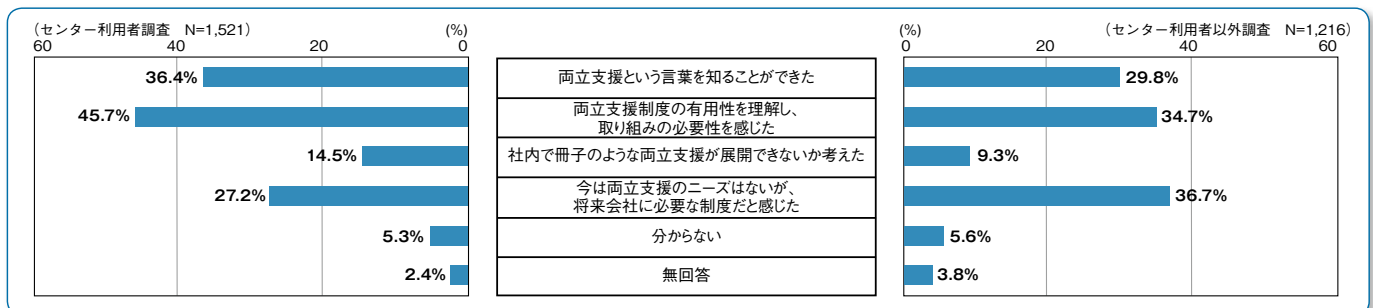 （センター利用者調査　N=1,521） (%)
60 40 20 0
(%) （センター利用者以外調査　N=1,216）
0 20 40 60
36.4% 両立支援という言葉を知ることができた 29.8%
45.7% 両立支援制度の有用性を理解し、 34.7%
取り組みの必要性を感じた
14.5% 社内で冊子のような両立支援が展開できないか考えた 9.3%
27.2% 今は両立支援のニーズはないが、 36.7%
将来会社に必要な制度だと感じた
5.3% 分からない 5.6%
2.4% 無回答 3.8%